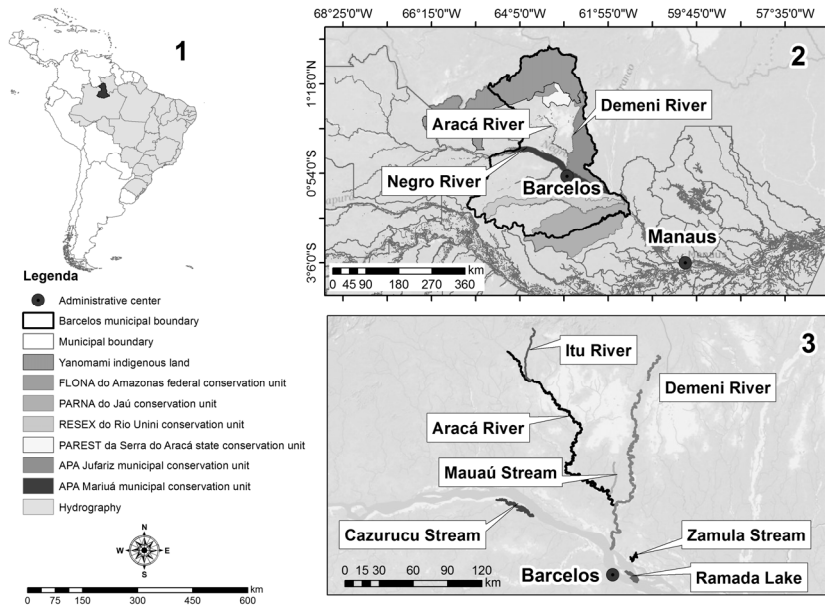 1
Legenda
Administrative center
Barcelos municipal boundary
Municipal boundary
Yanomami indigenous land
FLONA do Amazonas federal conservation unit
PARNA do Jaú conservation unit
RESEX do Rio Unini conservation unit
PAREST da Serra do Aracá state conservation unit
APA Jufariz municipal conservation unit
APA Mariuá municipal conservation unit
Hydrography
N
W E
S
km
0 75 150 300 450 600
68°25'0"W 66°15'0"W 64°5'0"W 61°55'0"W 59°45'0"W 57°35'0"W
1°18'0"N
0°54'0"S
3°6'0"S
2
Aracá River
Demeni River
Negro River
Barcelos
Manaus
km
0 45 90 180 270 360
3
Itu River
Demeni River
Aracá River
Mauaú Stream
Cazurucu Stream
Zamula Stream
Barcelos
Ramada Lake
km
0 15 30 60 90 120